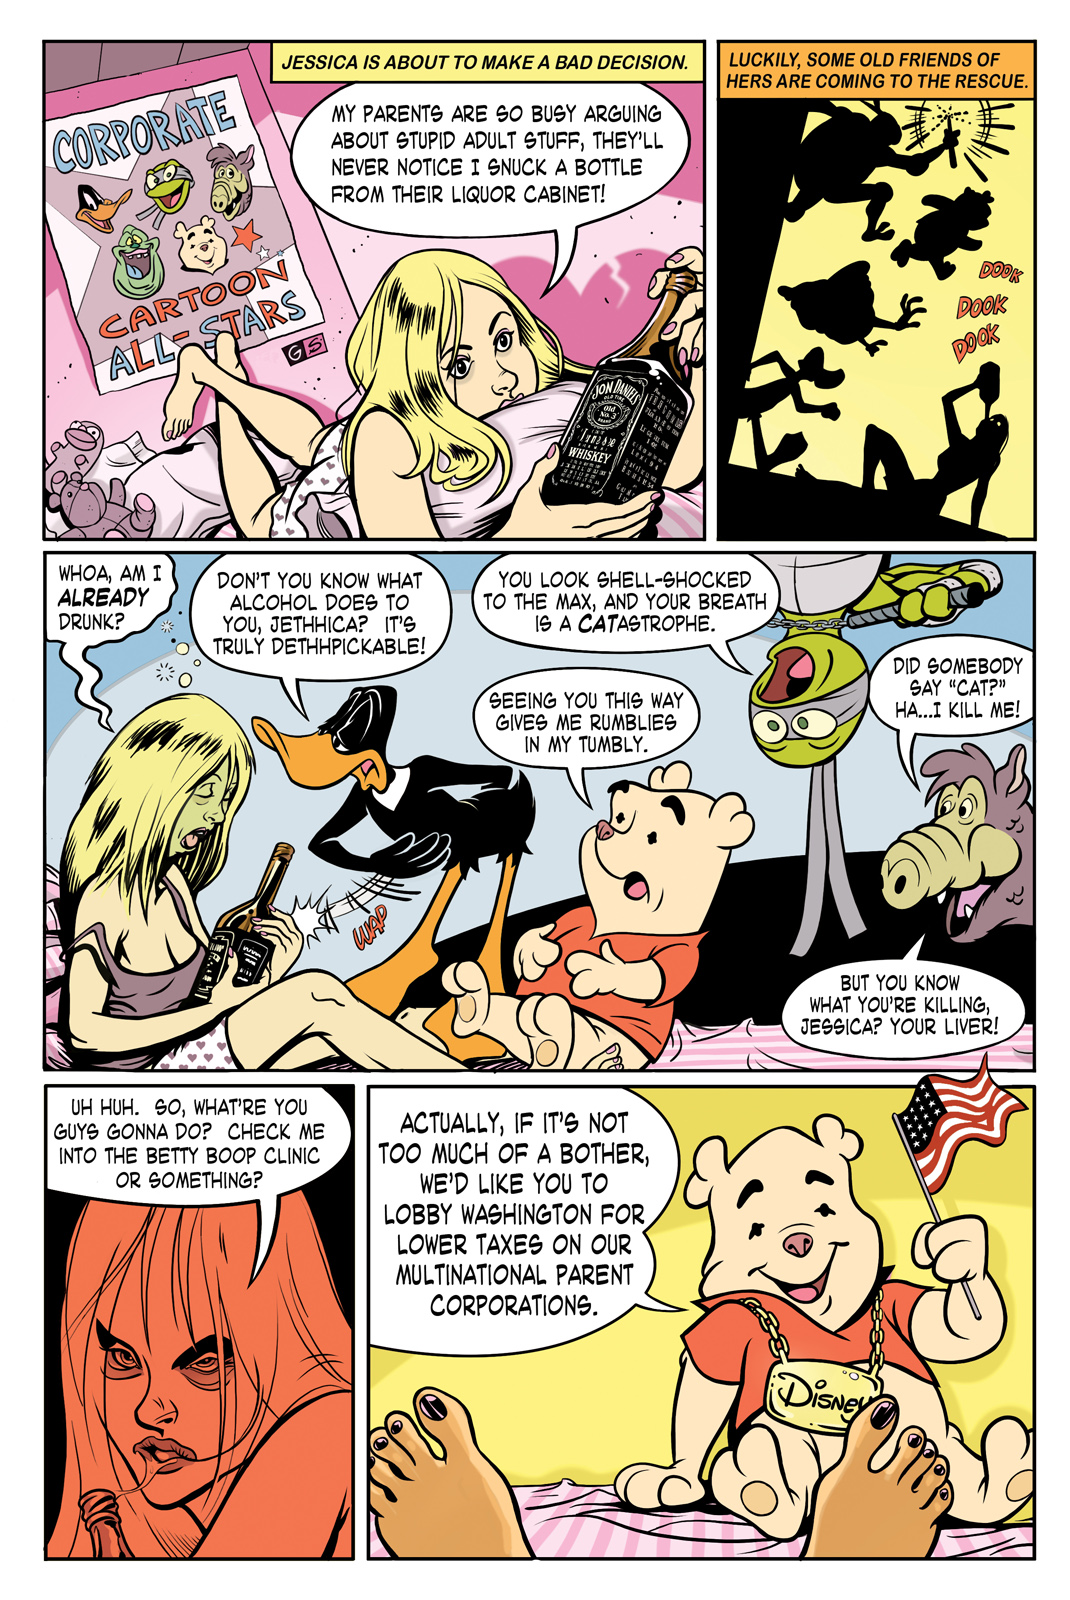 JESSICA IS ABOUT TO MAKE A BAD DECISION.
CORPORATE
CARTOON
ALL-STARS
GS
MY PARENTS ARE SO BUSY ARGUING
ABOUT STUPID ADULT STUFF, THEY'LL
NEVER NOTICE I SNUCK A BOTTLE
FROM THEIR LIQUOR CABINET!
JON DANIELS
OLD TIME
Old
No. 3
BRAND
WHISKEY
LUCKILY, SOME OLD FRIENDS OF
HERS ARE COMING TO THE RESCUE.
DOOK
DOOK
DOOK
WHOA, AM I
ALREADY
DRUNK?
DON'T YOU KNOW WHAT
ALCOHOL DOES TO
YOU, JETHHICA? IT'S
TRULY DETHHPICKABLE!
WAP
SEEING YOU THIS WAY
GIVES ME RUMBLIES
IN MY TUMBLY.
YOU LOOK SHELL-SHOCKED
TO THE MAX, AND YOUR BREATH
IS A CATASTROPHE.
DID SOMEBODY
SAY "CAT?"
HA...I KILL ME!
BUT YOU KNOW
WHAT YOU'RE KILLING,
JESSICA? YOUR LIVER!
UH HUH. SO, WHAT'RE YOU
GUYS GONNA DO? CHECK ME
INTO THE BETTY BOOP CLINIC
OR SOMETHING?
ACTUALLY, IF IT'S NOT
TOO MUCH OF A BOTHER,
WE'D LIKE YOU TO
LOBBY WASHINGTON FOR
LOWER TAXES ON OUR
MULTINATIONAL PARENT
CORPORATIONS.
DISNEY